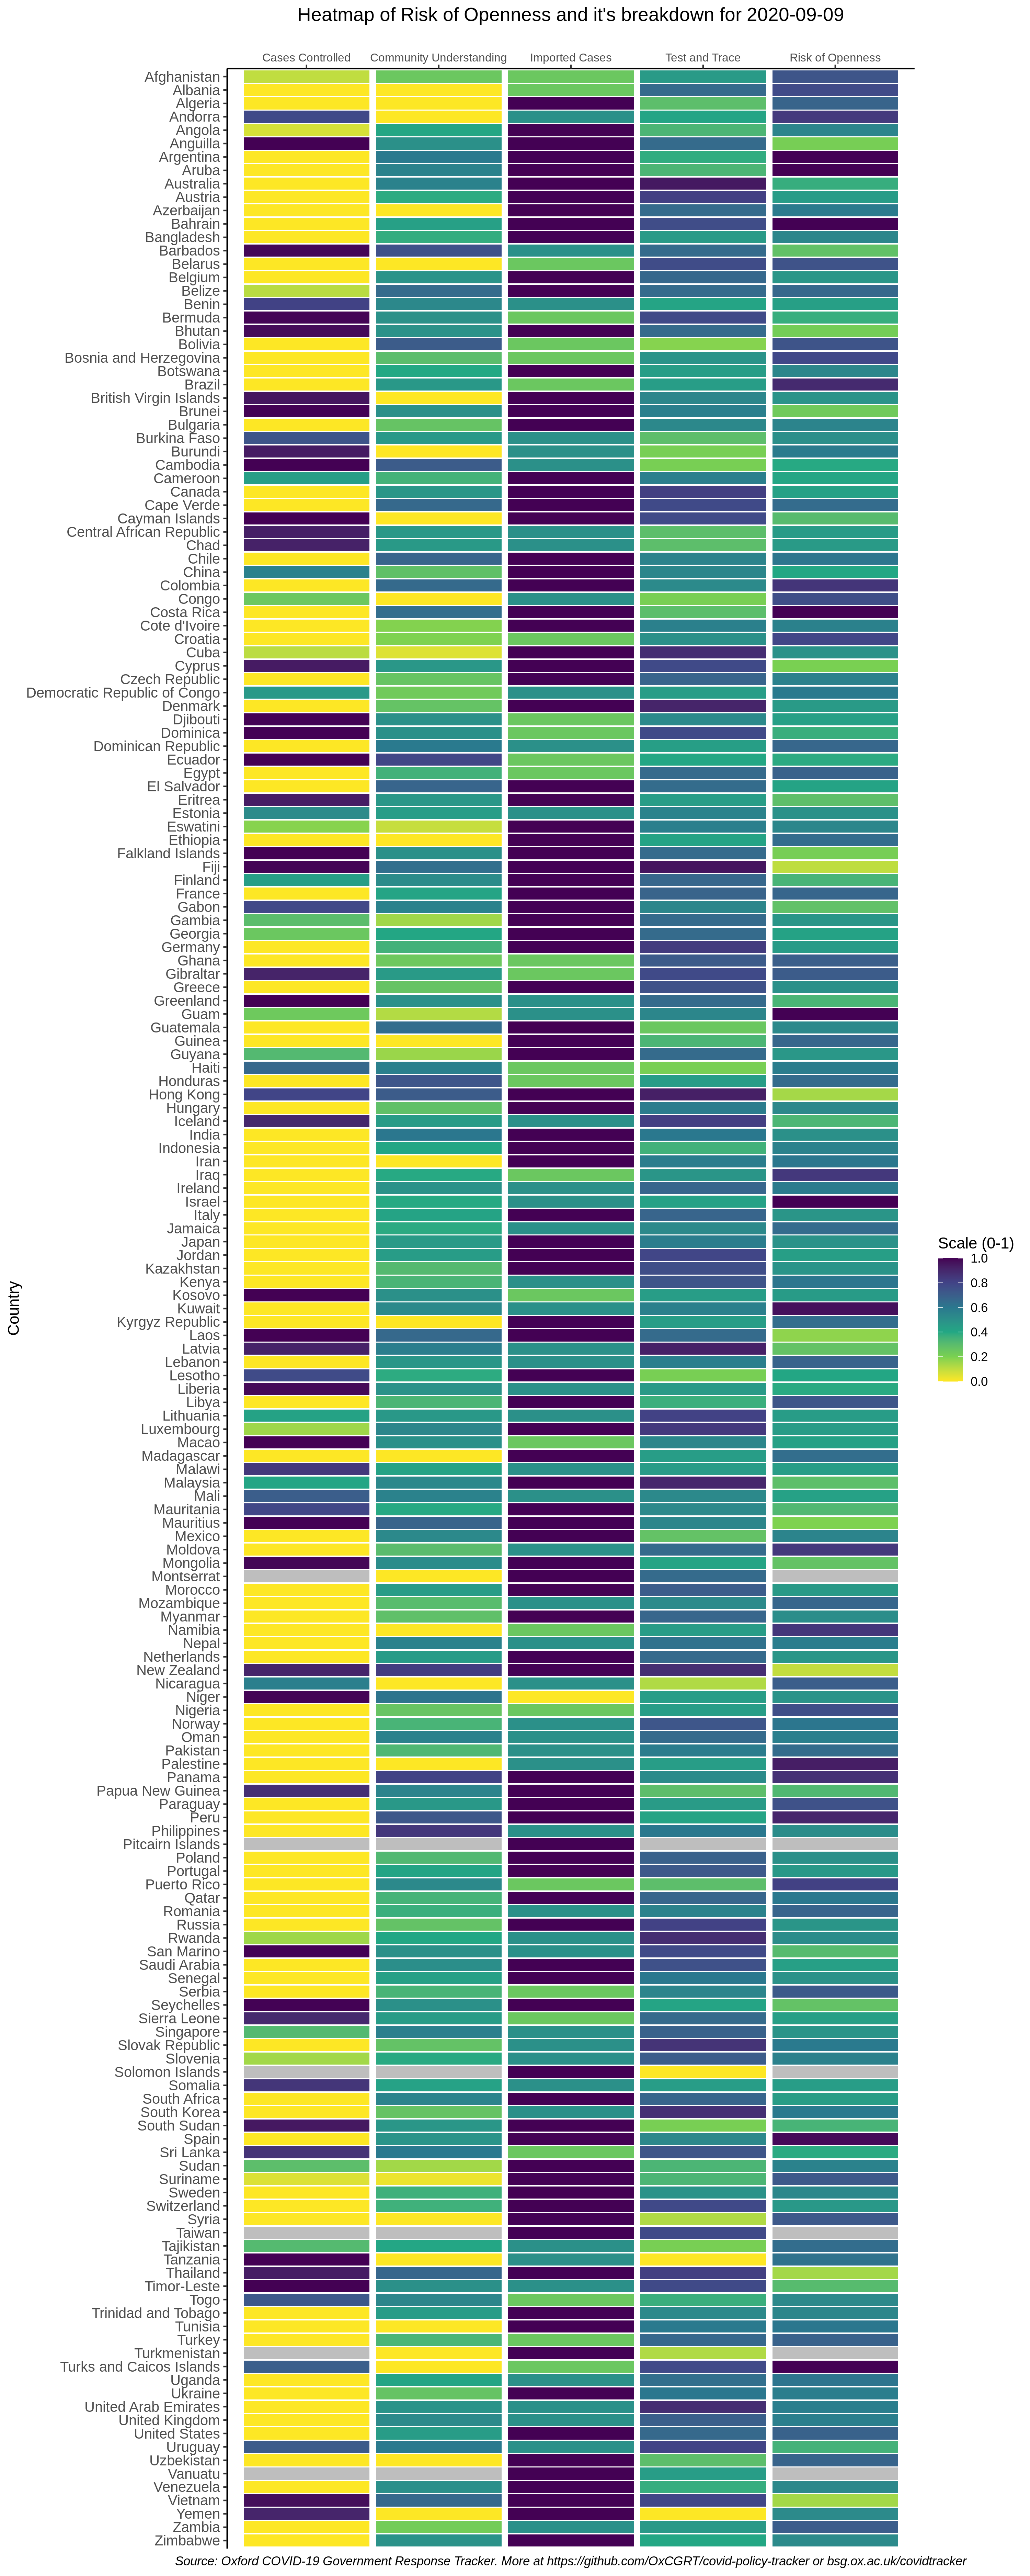 Heatmap of Risk of Openness and it's breakdown for 2020-09-09
Cases Controlled Community Understanding Imported Cases Test and Trace Risk of Openness
Afghanistan
Albania
Algeria
Andorra
Angola
Anguilla
Argentina
Aruba
Australia
Austria
Azerbaijan
Bahrain
Bangladesh
Barbados
Belarus
Belgium
Belize
Benin
Bermuda
Bhutan
Bolivia
Bosnia and Herzegovina
Botswana
Brazil
British Virgin Islands
Brunei
Bulgaria
Burkina Faso
Burundi
Cambodia
Cameroon
Canada
Cape Verde
Cayman Islands
Central African Republic
Chad
Chile
China
Colombia
Congo
Costa Rica
Cote d'Ivoire
Croatia
Cuba
Cyprus
Czech Republic
Democratic Republic of Congo
Denmark
Djibouti
Dominica
Dominican Republic
Ecuador
Egypt
El Salvador
Eritrea
Estonia
Eswatini
Ethiopia
Falkland Islands
Fiji
Finland
France
Gabon
Gambia
Georgia
Germany
Ghana
Gibraltar
Greece
Greenland
Guam
Guatemala
Guinea
Guyana
Haiti
Honduras
Hong Kong
Hungary
Iceland
India
Indonesia
Iran
Iraq
Ireland
Israel
Italy
Jamaica
Japan
Jordan
Kazakhstan
Kenya
Kosovo
Kuwait
Kyrgyz Republic
Laos
Latvia
Lebanon
Lesotho
Liberia
Libya
Lithuania
Luxembourg
Macao
Madagascar
Malawi
Malaysia
Mali
Mauritania
Mauritius
Mexico
Moldova
Mongolia
Montserrat
Morocco
Mozambique
Myanmar
Namibia
Nepal
Netherlands
New Zealand
Nicaragua
Niger
Nigeria
Norway
Oman
Pakistan
Palestine
Panama
Papua New Guinea
Paraguay
Peru
Philippines
Pitcairn Islands
Poland
Portugal
Puerto Rico
Qatar
Romania
Russia
Rwanda
San Marino
Saudi Arabia
Senegal
Serbia
Seychelles
Sierra Leone
Singapore
Slovak Republic
Slovenia
Solomon Islands
Somalia
South Africa
South Korea
South Sudan
Spain
Sri Lanka
Sudan
Suriname
Sweden
Switzerland
Syria
Taiwan
Tajikistan
Tanzania
Thailand
Timor-Leste
Togo
Trinidad and Tobago
Tunisia
Turkey
Turkmenistan
Turks and Caicos Islands
Uganda
Ukraine
United Arab Emirates
United Kingdom
United States
Uruguay
Uzbekistan
Vanuatu
Venezuela
Vietnam
Yemen
Zambia
Zimbabwe
Country
Scale (0-1)
1.0
0.8
0.6
0.4
0.2
0.0
Source: Oxford COVID-19 Government Response Tracker. More at https://github.com/OxCGRT/covid-policy-tracker or bsg.ox.ac.uk/covidtracker